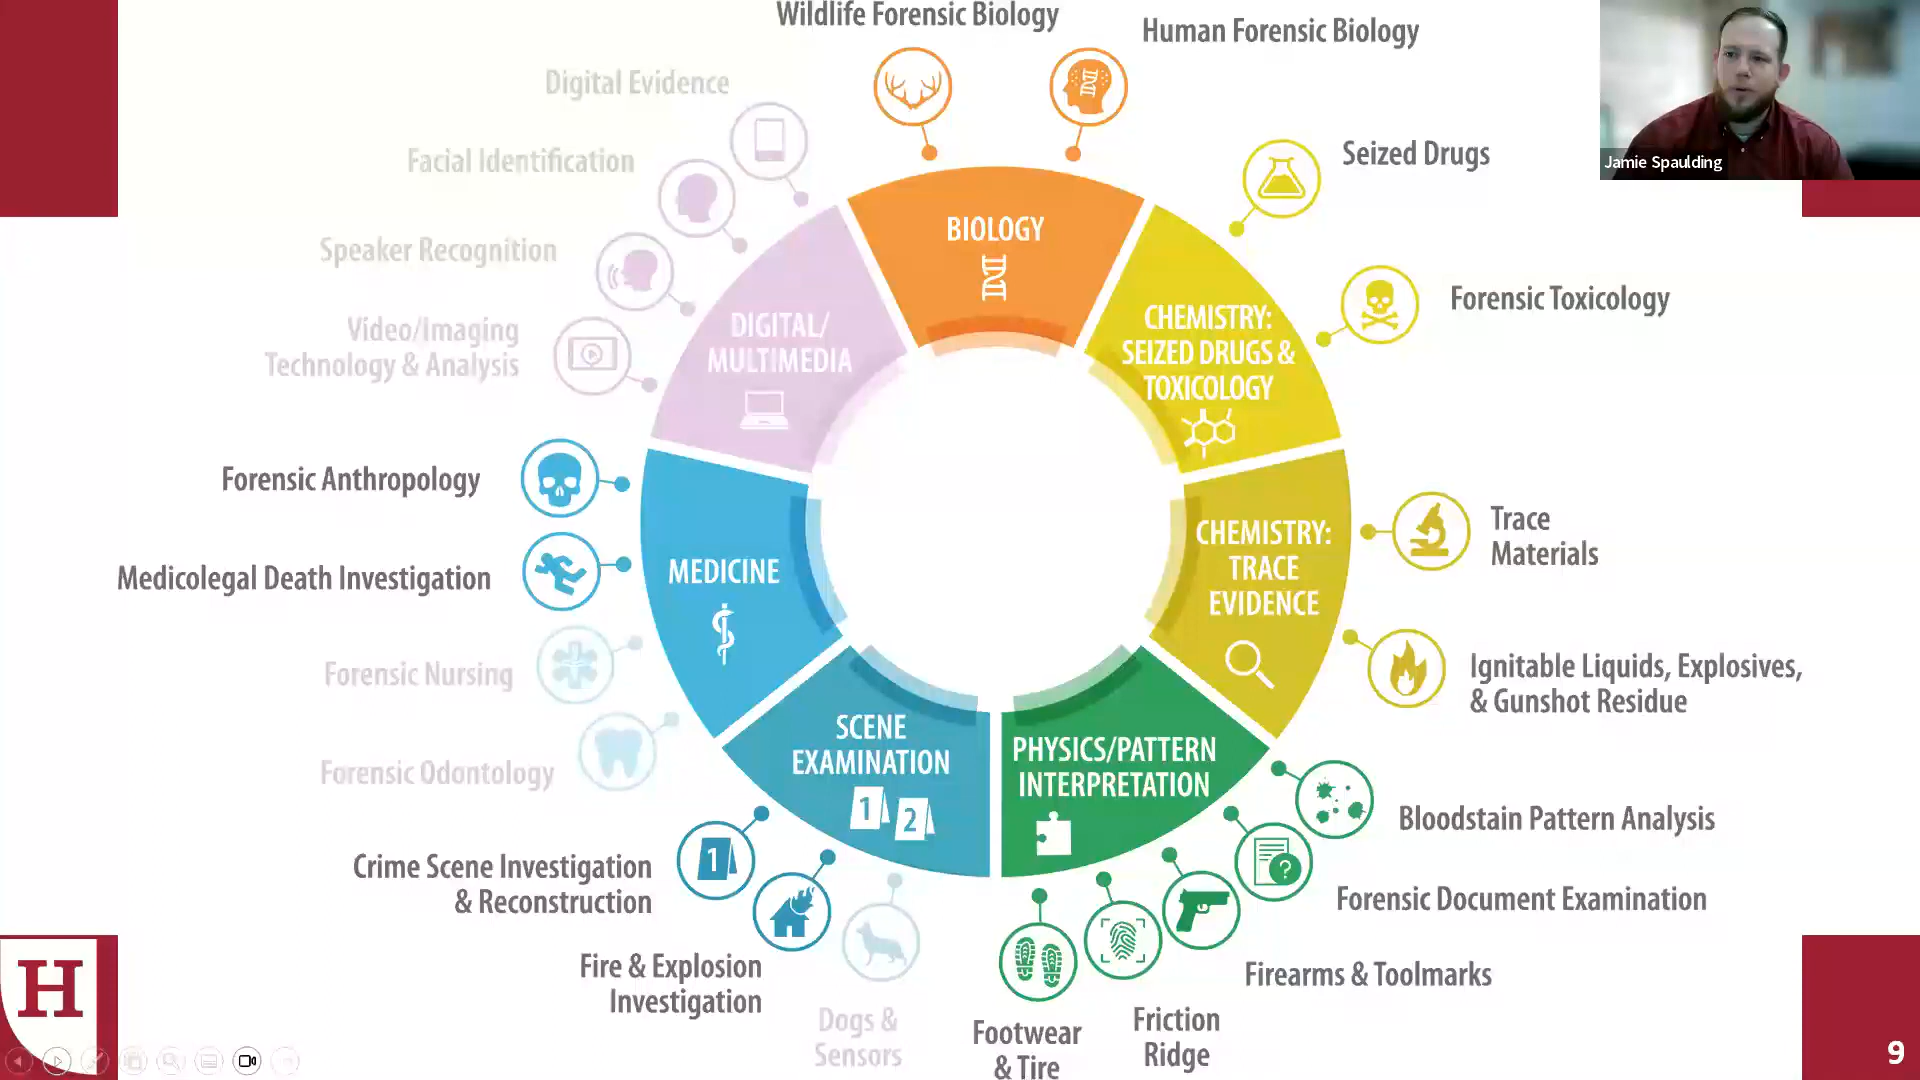 Wildlife Forensic Biology
Human Forensic Biology
Digital Evidence
Jamie Spaulding
Facial Identification
Seized Drugs
Speaker Recognition
BIOLOGY
Forensic Toxicology
Video/Imaging
Technology & Analysis
DIGITAL/
MULTIMEDIA
CHEMISTRY:
SEIZED DRUGS &
TOXICOLOGY
Forensic Anthropology
Trace
Materials
CHEMISTRY:
TRACE
EVIDENCE
Medicolegal Death Investigation
MEDICINE
Forensic Nursing
Ignitable Liquids, Explosives,
& Gunshot Residue
Forensic Odontology
SCENE
EXAMINATION
1 2
PHYSICS/PATTERN
INTERPRETATION
Bloodstain Pattern Analysis
Crime Scene Investigation
& Reconstruction
1
?
Forensic Document Examination
Fire & Explosion
Investigation
Firearms & Toolmarks
H
Dogs &
Sensors
Footwear
& Tire
Friction
Ridge
9